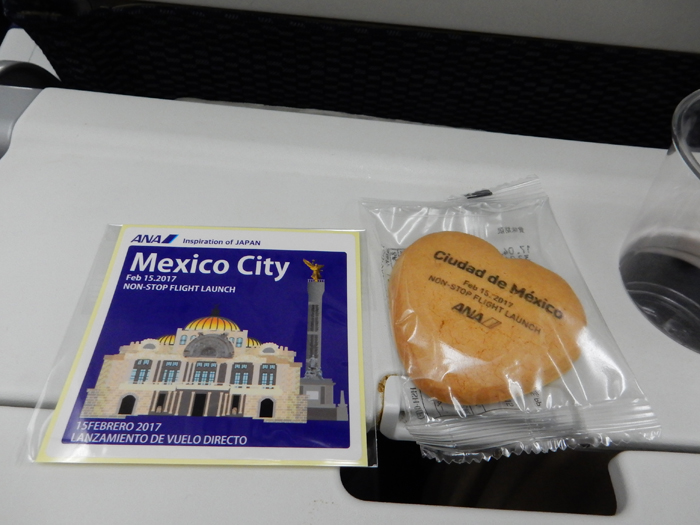 ANA Inspiration of JAPAN
Mexico City
Feb 15.2017
NON-STOP FLIGHT LAUNCH
15FEBRERO 2017
LANZAMIENTO DE VUELO DIRECTO
Ciudad de México
Feb 15.2017
NON-STOP FLIGHT LAUNCH
ANA